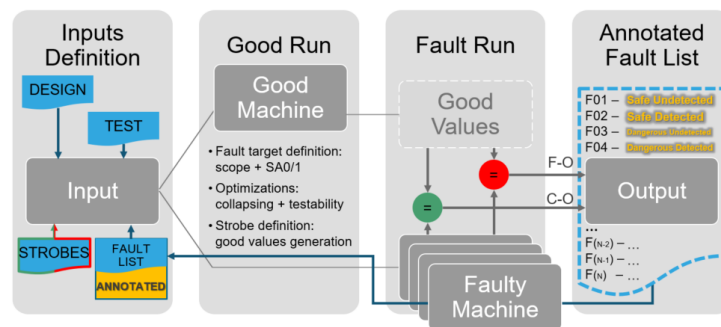 Inputs
Definition
DESIGN
TEST
Input
STROBES
FAULT
LIST
ANNOTATED
Good Run
Good
Machine
• Fault target definition:
scope + SA0/1
• Optimizations:
collapsing + testability
• Strobe definition:
good values generation
Fault Run
Good
Values
=
=
F-O
C-O
Faulty
Machine
Annotated
Fault List
F01 – Safe Undetected
F02 – Safe Detected
F03 – Dangerous Undetected
F04 – Dangerous Detected
Output
...
F(N-2) – ...
F(N-1) – ...
F(N) – ...